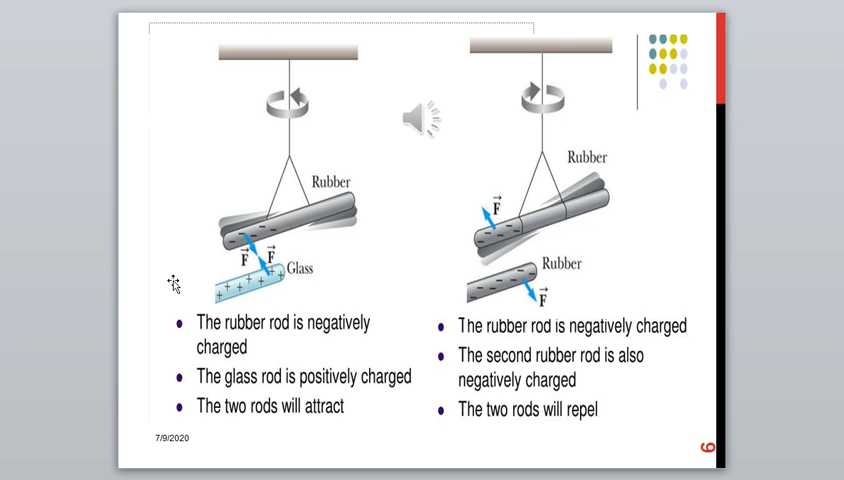 Rubber
F
F
Glass
Rubber
F
Rubber
F
• The rubber rod is negatively
charged
• The glass rod is positively charged
• The two rods will attract
• The rubber rod is negatively charged
• The second rubber rod is also
negatively charged
• The two rods will repel
7/9/2020
6